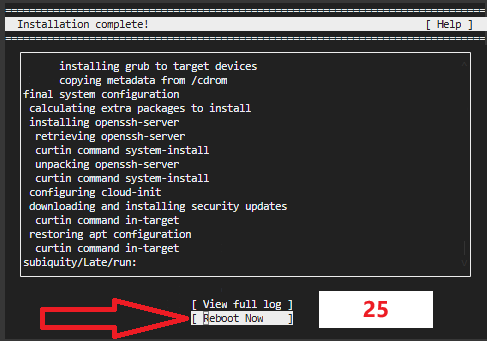 Installation complete! [ Help ]
installing grub to target devices
copying metadata from /cdrom
final system configuration
calculating extra packages to install
installing openssh-server
retrieving openssh-server
curtin command system-install
unpacking openssh-server
curtin command system-install
configuring cloud-init
downloading and installing security updates
curtin command in-target
restoring apt configuration
curtin command in-target
subiquity/Late/run:
[ View full log ]
[ Reboot Now ]
25